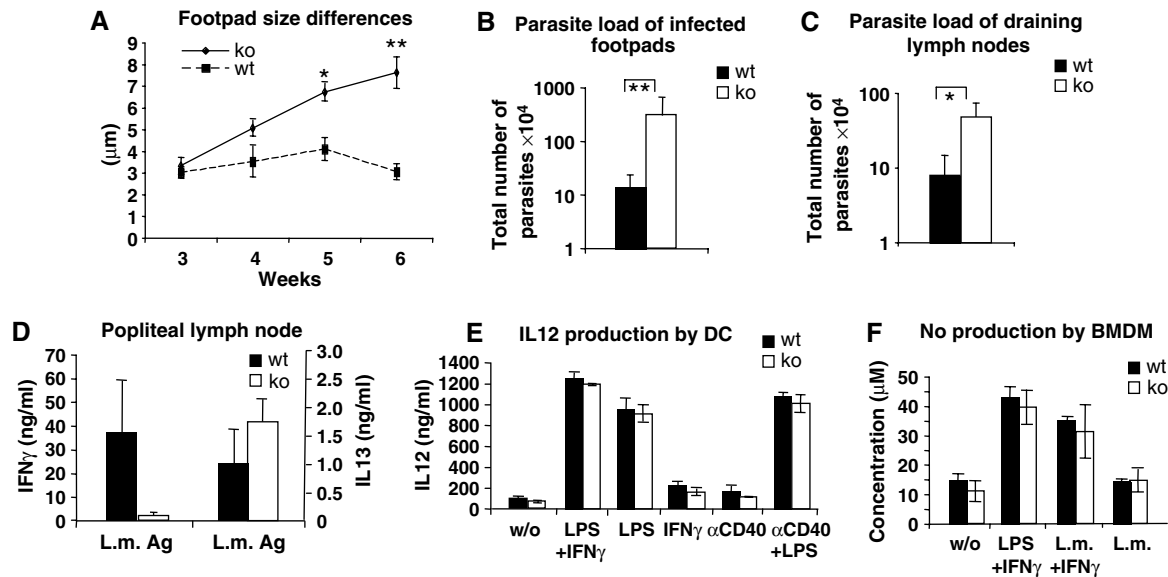 A Footpad size differences
ko
wt
9
8
7
6
5
4
3
2
1
0
(μm)
*
**
3 4 5 6
Weeks
B Parasite load of infected
footpads
wt
ko
Total number of
parasites ×10⁴
1000
100
10
1
**
C Parasite load of draining
lymph nodes
wt
ko
Total number of
parasites ×10⁴
100
10
1
*
D Popliteal lymph node
wt
ko
IFNγ (ng/ml)
70
60
50
40
30
20
10
0
3.0
2.5
2.0
1.5
1.0
0.5
0.0
IL13 (ng/ml)
L.m. Ag L.m. Ag
E IL12 production by DC
wt
ko
IL12 (ng/ml)
1400
1200
1000
800
600
400
200
0
w/o LPS LPS IFNγ αCD40 αCD40
+IFNγ +LPS
F No production by BMDM
wt
ko
Concentration (μM)
50
40
30
20
10
0
w/o LPS L.m. L.m.
+IFNγ +IFNγ